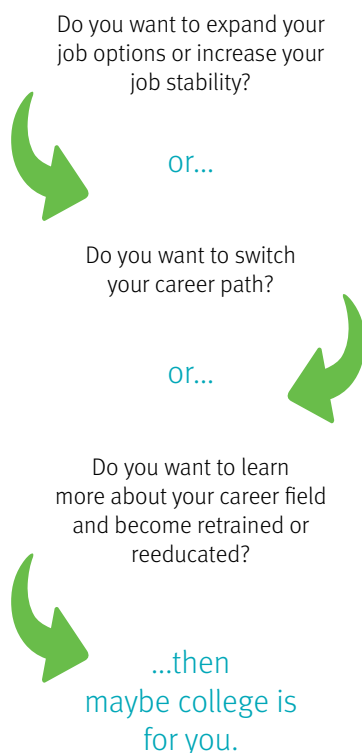 Do you want to expand your
job options or increase your
job stability?
or...
Do you want to switch
your career path?
or...
Do you want to learn
more about your career field
and become retrained or
reeducated?
...then
maybe college is
for you.